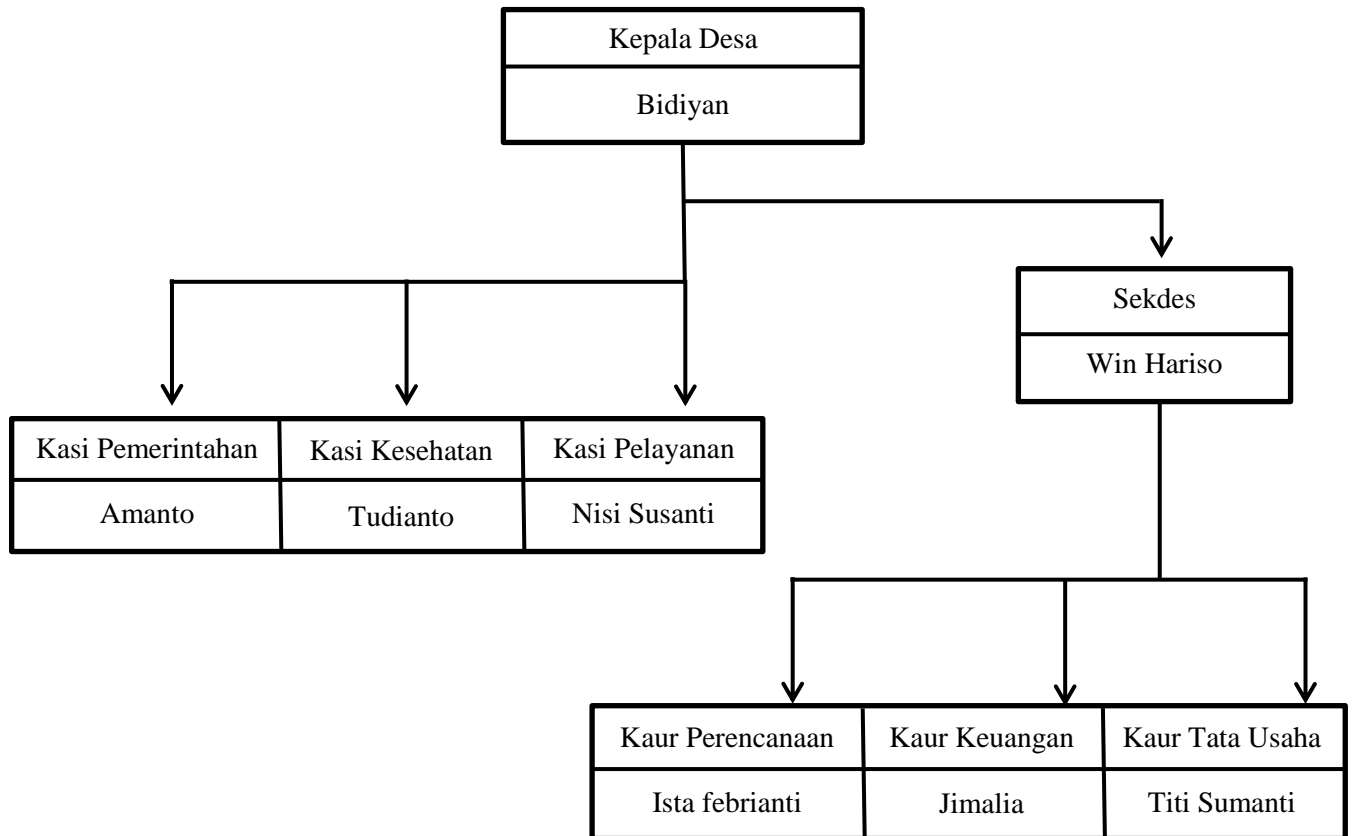 Kepala Desa
Bidiyan
Sekdes
Win Hariso
Kasi Pemerintahan
Kasi Kesehatan
Kasi Pelayanan
Amanto
Tudianto
Nisi Susanti
Kaur Perencanaan
Kaur Keuangan
Kaur Tata Usaha
Ista febrianti
Jimalia
Titi Sumanti